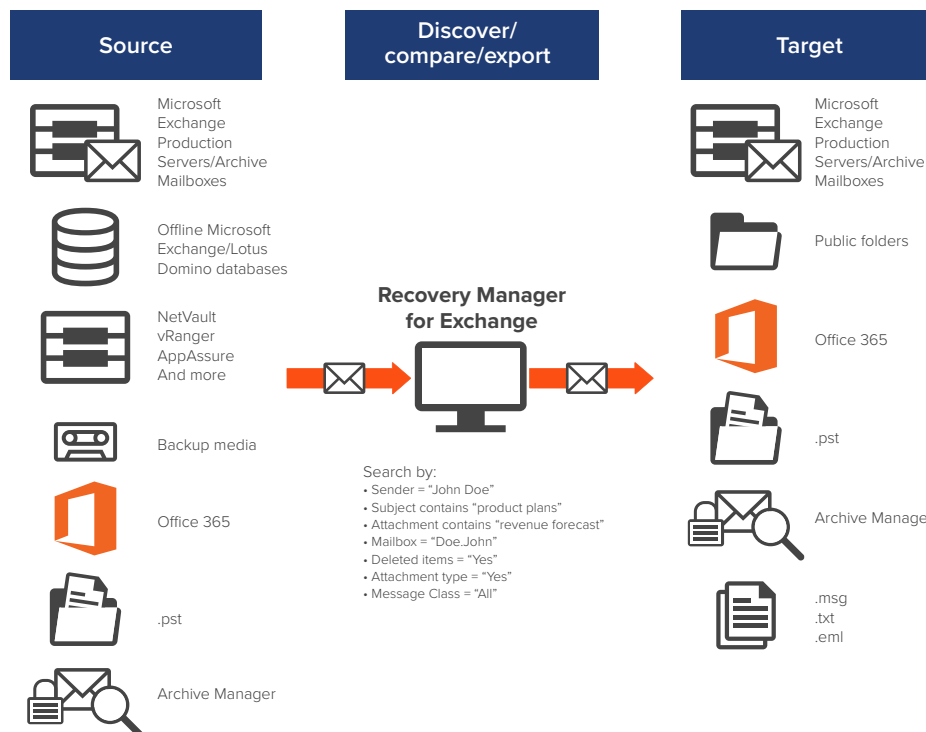 Source
Microsoft
Exchange
Production
Servers/Archive
Mailboxes
Offline Microsoft
Exchange/Lotus
Domino databases
NetVault
vRanger
AppAssure
And more
Backup media
Office 365
.pst
Archive Manager
Discover/
compare/export
Recovery Manager
for Exchange
Search by:
• Sender = “John Doe”
• Subject contains “product plans”
• Attachment contains “revenue forecast”
• Mailbox = “Doe.John”
• Deleted items = “Yes”
• Attachment type = “Yes”
• Message Class = “All”
Target
Microsoft
Exchange
Production
Servers/Archive
Mailboxes
Public folders
Office 365
.pst
Archive Manage
.msg
.txt
.eml